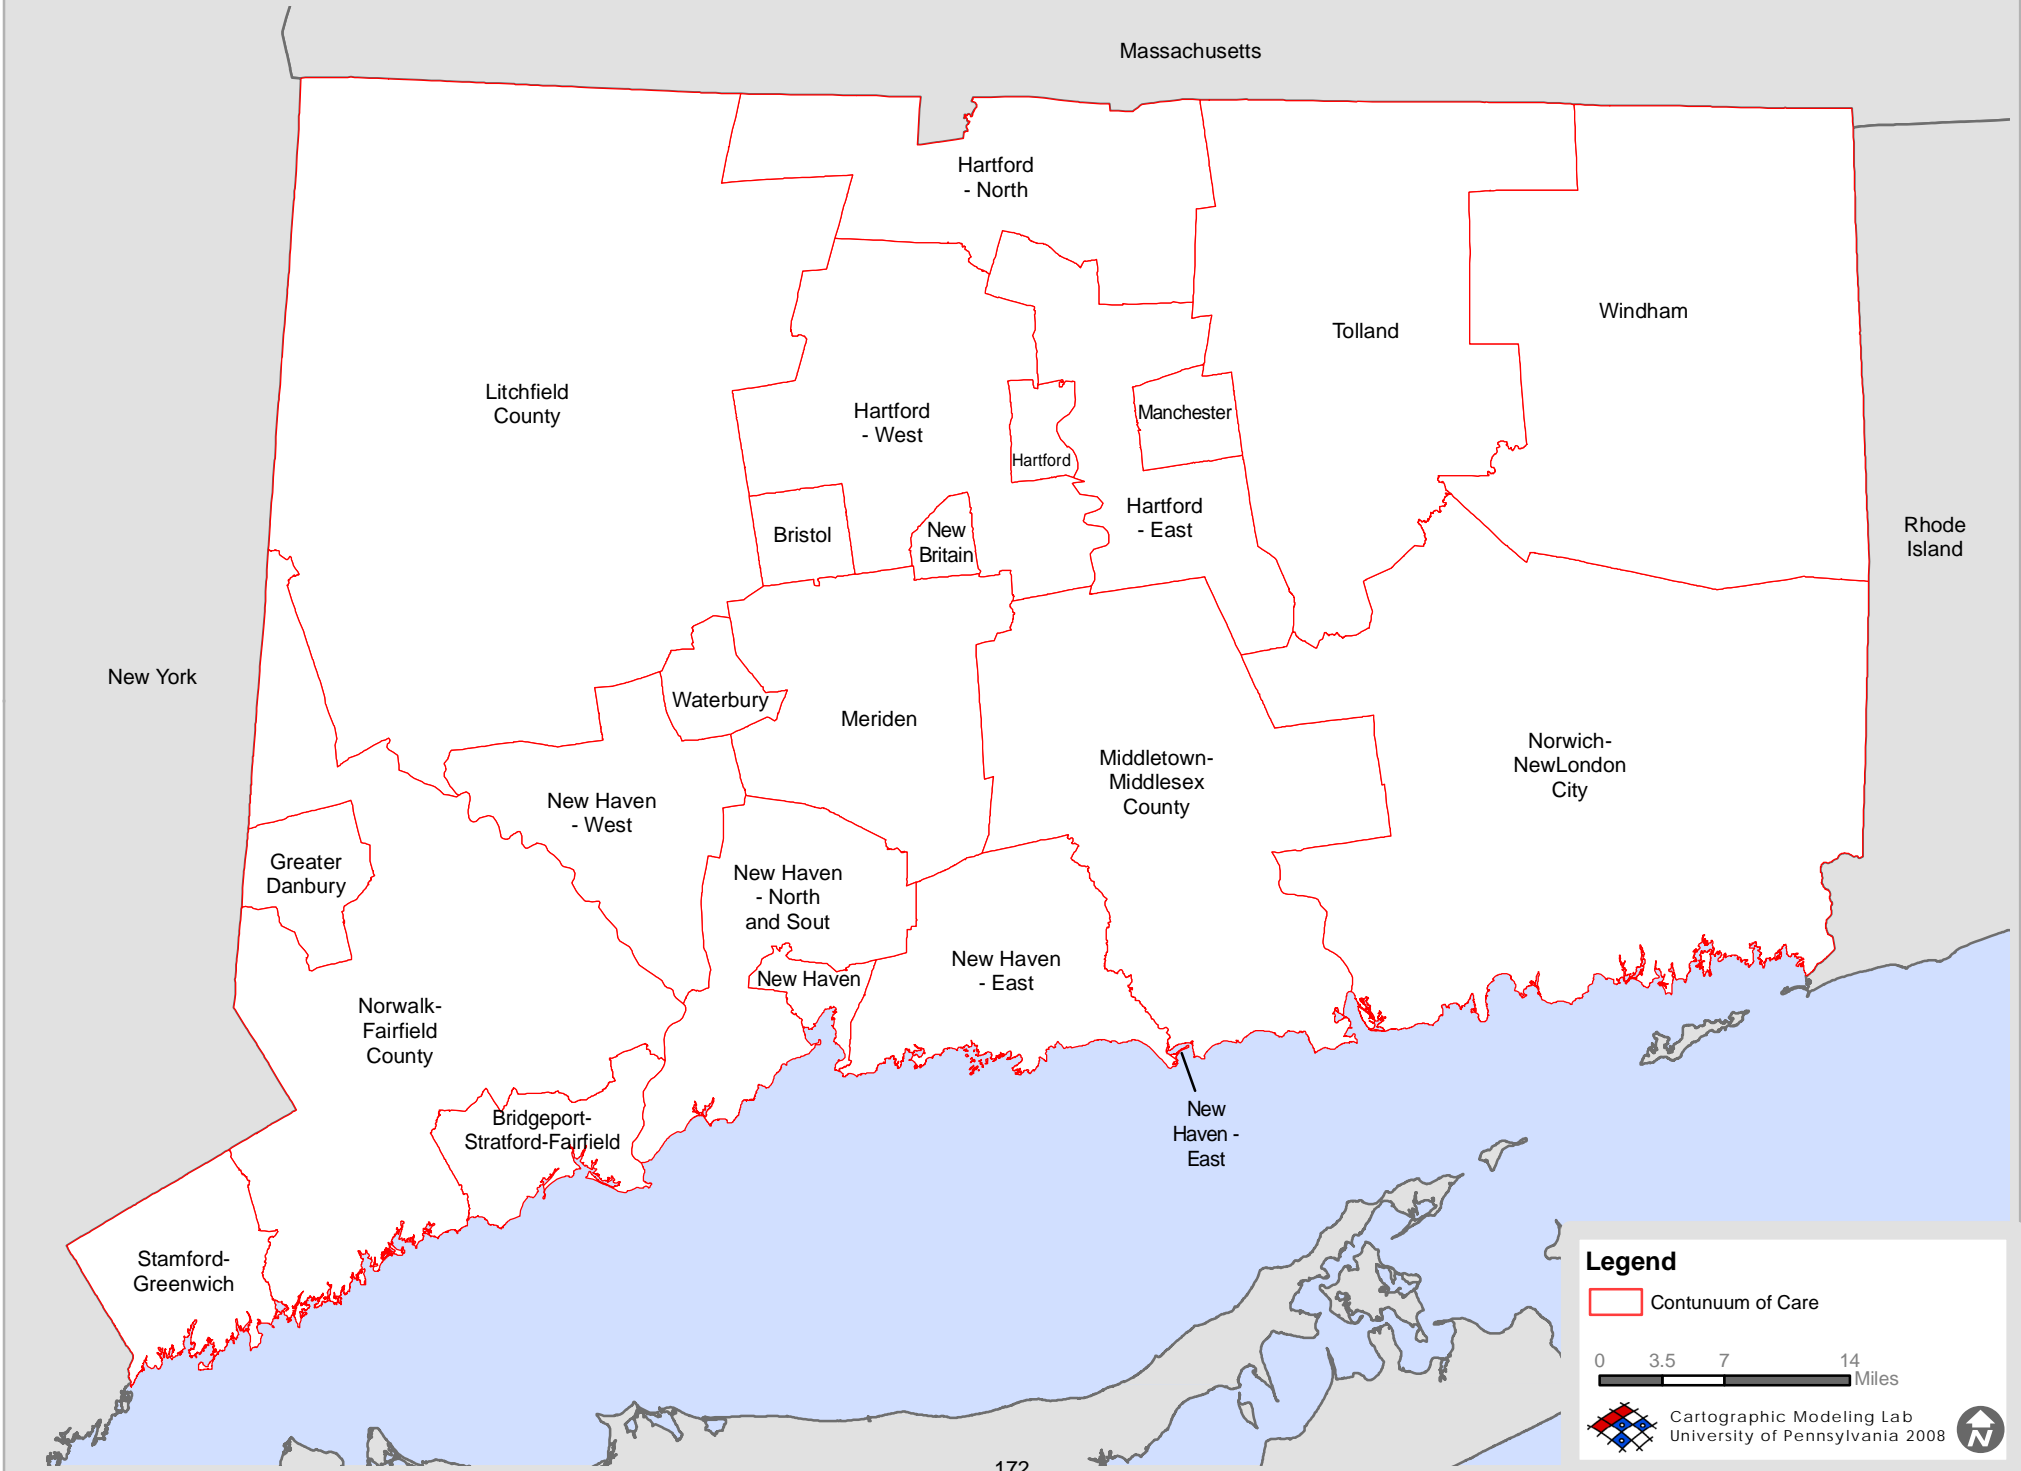 Massachusetts
Hartford
- North
Windham
Tolland
Litchfield
County
Hartford
- West
Manchester
Hartford
Hartford
- East
Bristol
New
Britain
Rhode
Island
New York
Waterbury
Meriden
Norwich-
NewLondon
City
Middletown-
Middlesex
County
New Haven
- West
Greater
Danbury
New Haven
- North
and Sout
New Haven
New Haven
- East
Norwalk-
Fairfield
County
Bridgeport-
Stratford-Fairfield
New
Haven -
East
Stamford-
Greenwich
Legend
Contunuum of Care
0 3.5 7 14
Miles
Cartographic Modeling Lab
University of Pennsylvania 2008
N
172